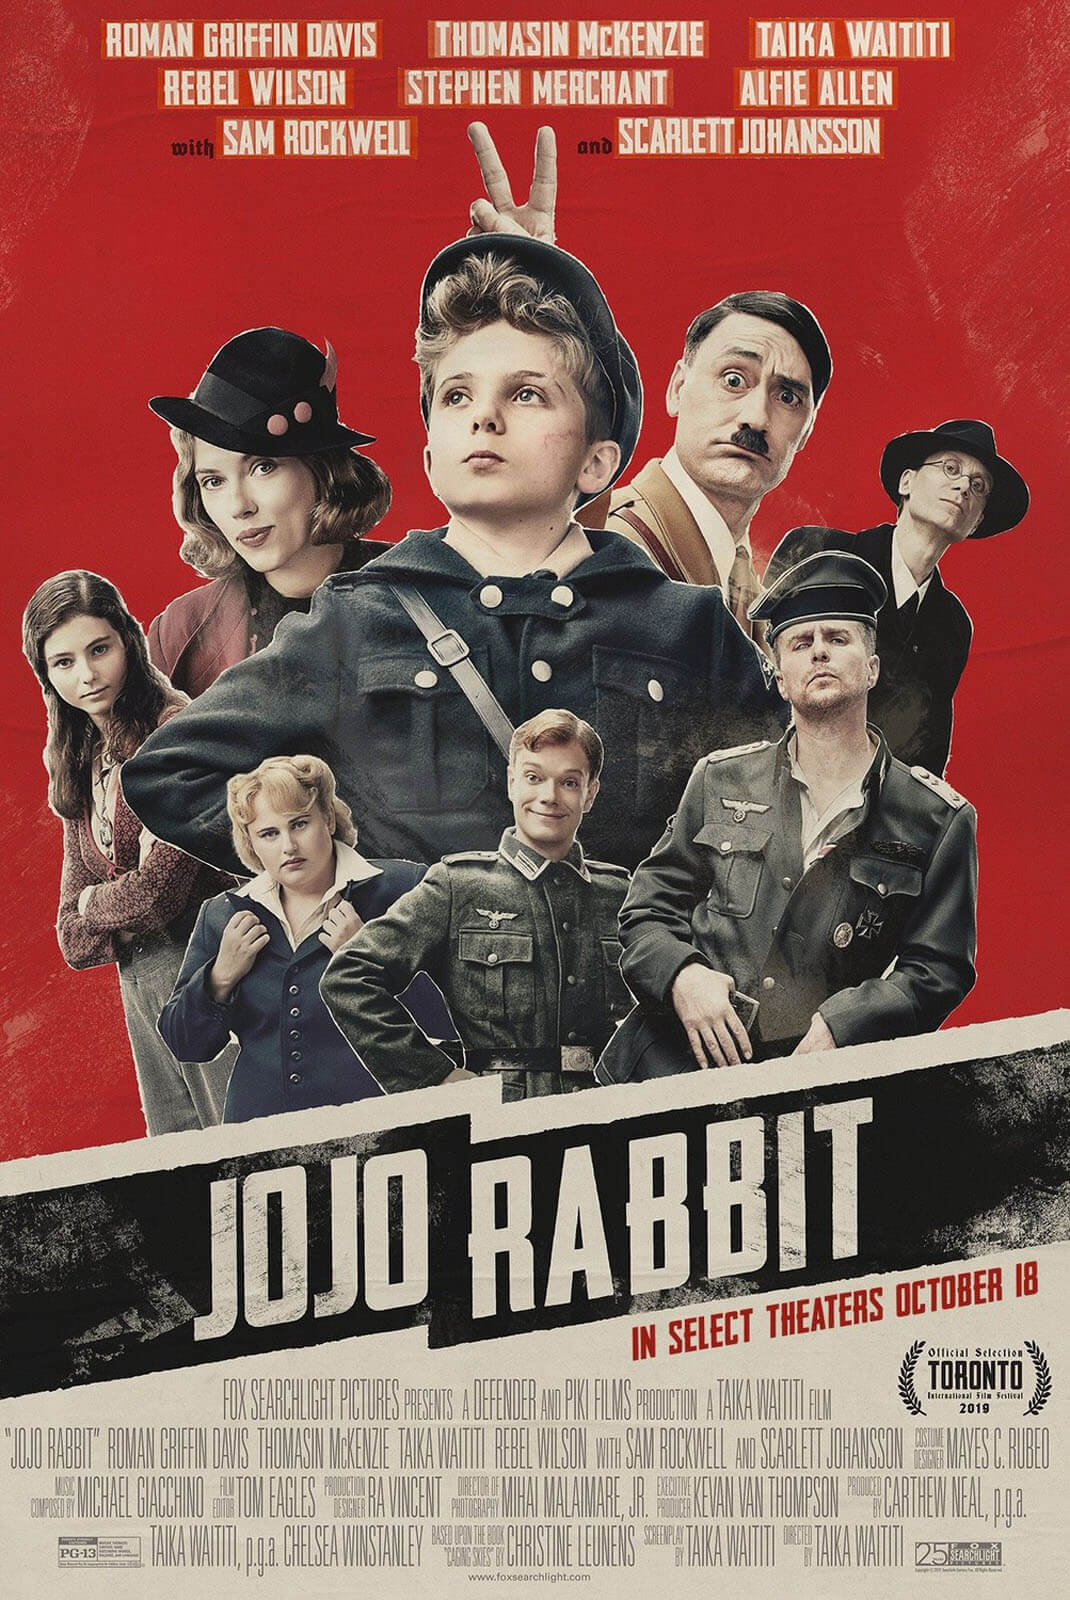 ROMAN GRIFFIN DAVIS THOMASIN McKENZIE TAIKA WAITITI
REBEL WILSON STEPHEN MERCHANT ALFIE ALLEN
with SAM ROCKWELL and SCARLETT JOHANSSON
JOJO RABBIT
IN SELECT THEATERS OCTOBER 18
Official Selection
TORONTO
International Film Festival
2019
FOX SEARCHLIGHT PICTURES PRESENTS A DEFENDER AND PIKI FILMS PRODUCTION A TAIKA WAITITI FILM
"JOJO RABBIT" ROMAN GRIFFIN DAVIS THOMASIN McKENZIE TAIKA WAITITI REBEL WILSON WITH SAM ROCKWELL AND SCARLETT JOHANSSON COSTUME DESIGNER MAYES C. RUBEO
MUSIC COMPOSED BY MICHAEL GIACCHINO FILM EDITOR TOM EAGLES PRODUCTION DESIGNER RA VINCENT DIRECTOR OF PHOTOGRAPHY MIHAI MALAIMARE, JR. EXECUTIVE PRODUCER KEVAN VAN THOMPSON PRODUCED BY CARTHEW NEAL, p.g.a.
PG-13 TAIKA WAITITI, p.g.a. CHELSEA WINSTANLEY BASED UPON THE BOOK "CAGING SKIES" BY CHRISTINE LEUNENS SCREENPLAY BY TAIKA WAITITI DIRECTED BY TAIKA WAITITI 25 FOX SEARCHLIGHT PICTURES
www.foxsearchlight.com